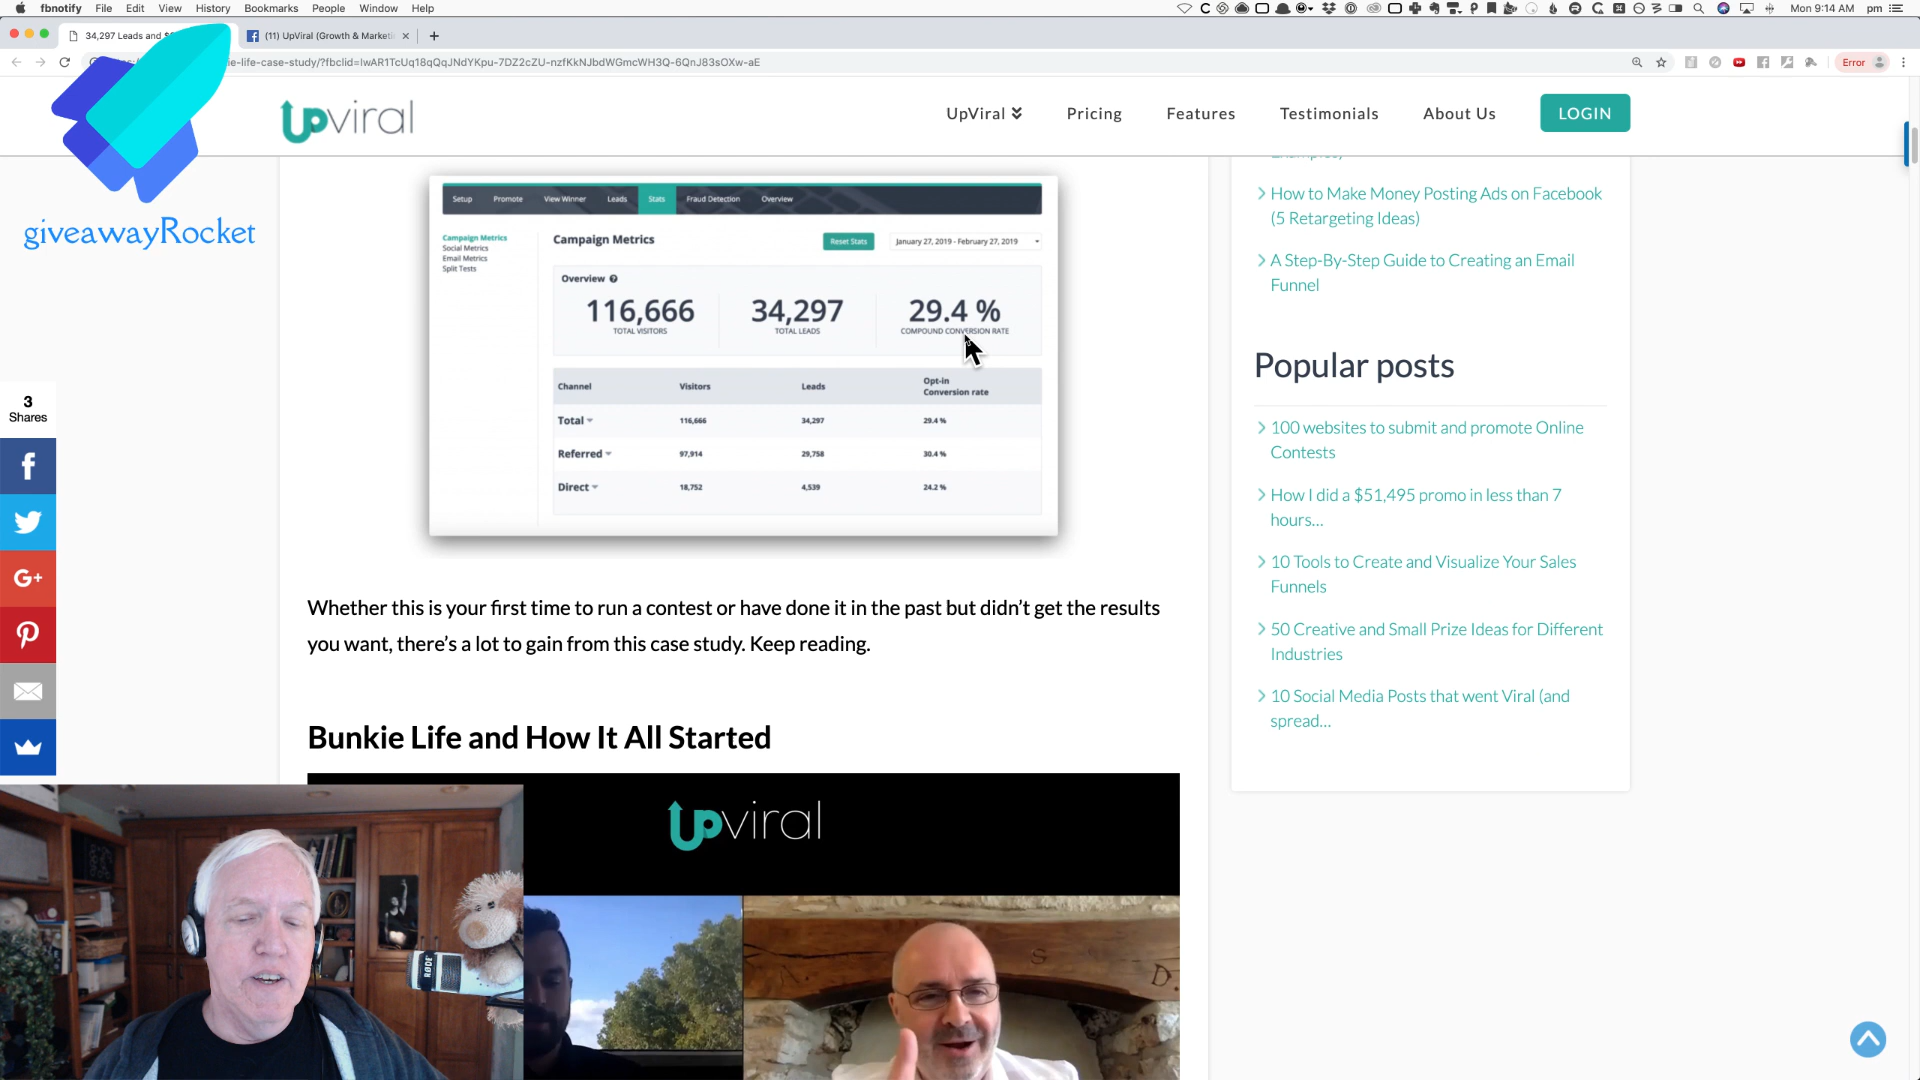 fbnotify File Edit View History Bookmarks People Window Help
Mon 9:14 AM pm
34,297 Leads and
(11) UpViral (Growth & Marketi
-life-case-study/?fbclid=IwAR1TcUq18qQqJNdYKpu-7DZ2cZU-nzfKkNJbdWGmcWH3Q-6QnJ83sOXw-aE
Error
giveawayRocket
upviral
UpViral Pricing Features Testimonials About Us LOGIN
Setup Promote View Winner Leads Stats Fraud Detection Overview
Campaign Metrics
Social Metrics
Email Metrics
Split Tests
Campaign Metrics
Reset Stats
January 27, 2019 - February 27, 2019
Overview
116,666 34,297 29.4 %
TOTAL VISITORS TOTAL LEADS COMPOUND CONVERSION RATE
Channel Visitors Leads Opt-in
Conversion rate
Total 116,666 34,297 29.4 %
Referred 97,914 29,758 30.4 %
Direct 18,752 4,539 24.2 %
3
Shares
Whether this is your first time to run a contest or have done it in the past but didn't get the results
you want, there's a lot to gain from this case study. Keep reading.
Bunkie Life and How It All Started
upviral
S
D.
RØDE
How to Make Money Posting Ads on Facebook
(5 Retargeting Ideas)
A Step-By-Step Guide to Creating an Email
Funnel
Popular posts
100 websites to submit and promote Online
Contests
How I did a $51,495 promo in less than 7
hours...
10 Tools to Create and Visualize Your Sales
Funnels
50 Creative and Small Prize Ideas for Different
Industries
10 Social Media Posts that went Viral (and
spread...